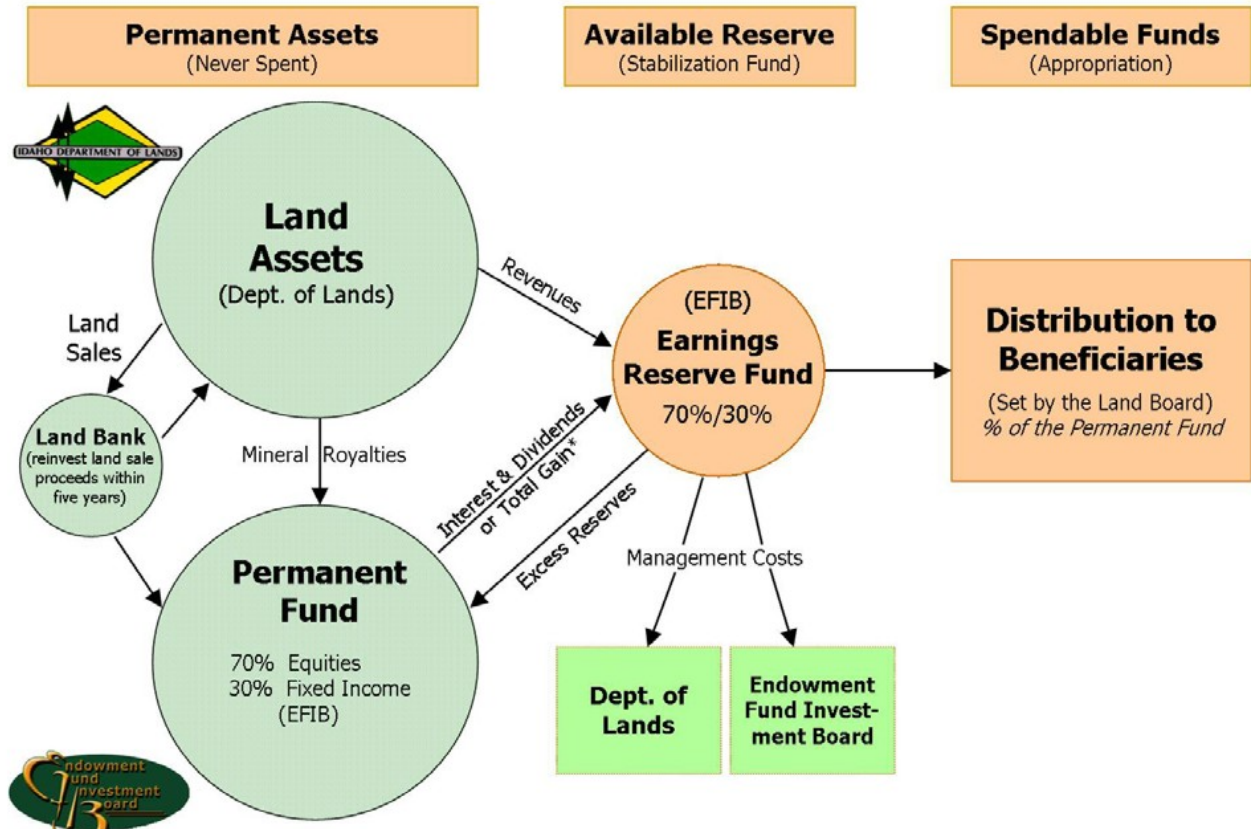 Permanent Assets
(Never Spent)
Available Reserve
(Stabilization Fund)
Spendable Funds
(Appropriation)
IDAHO DEPARTMENT OF LANDS
Land
Assets
(Dept. of Lands)
Revenues
Land
Sales
(EFIB)
Earnings
Reserve Fund
70%/30%
Distribution to
Beneficiaries
(Set by the Land Board)
% of the Permanent Fund
Land Bank
(reinvest land sale
proceeds within
five years)
Mineral Royalties
Interest & Dividends
or Total Gain*
Excess Reserves
Management Costs
Permanent
Fund
70% Equities
30% Fixed Income
(EFIB)
Dept. of
Lands
Endowment
Fund Invest-
ment Board
Endowment
Fund
Investment
Board